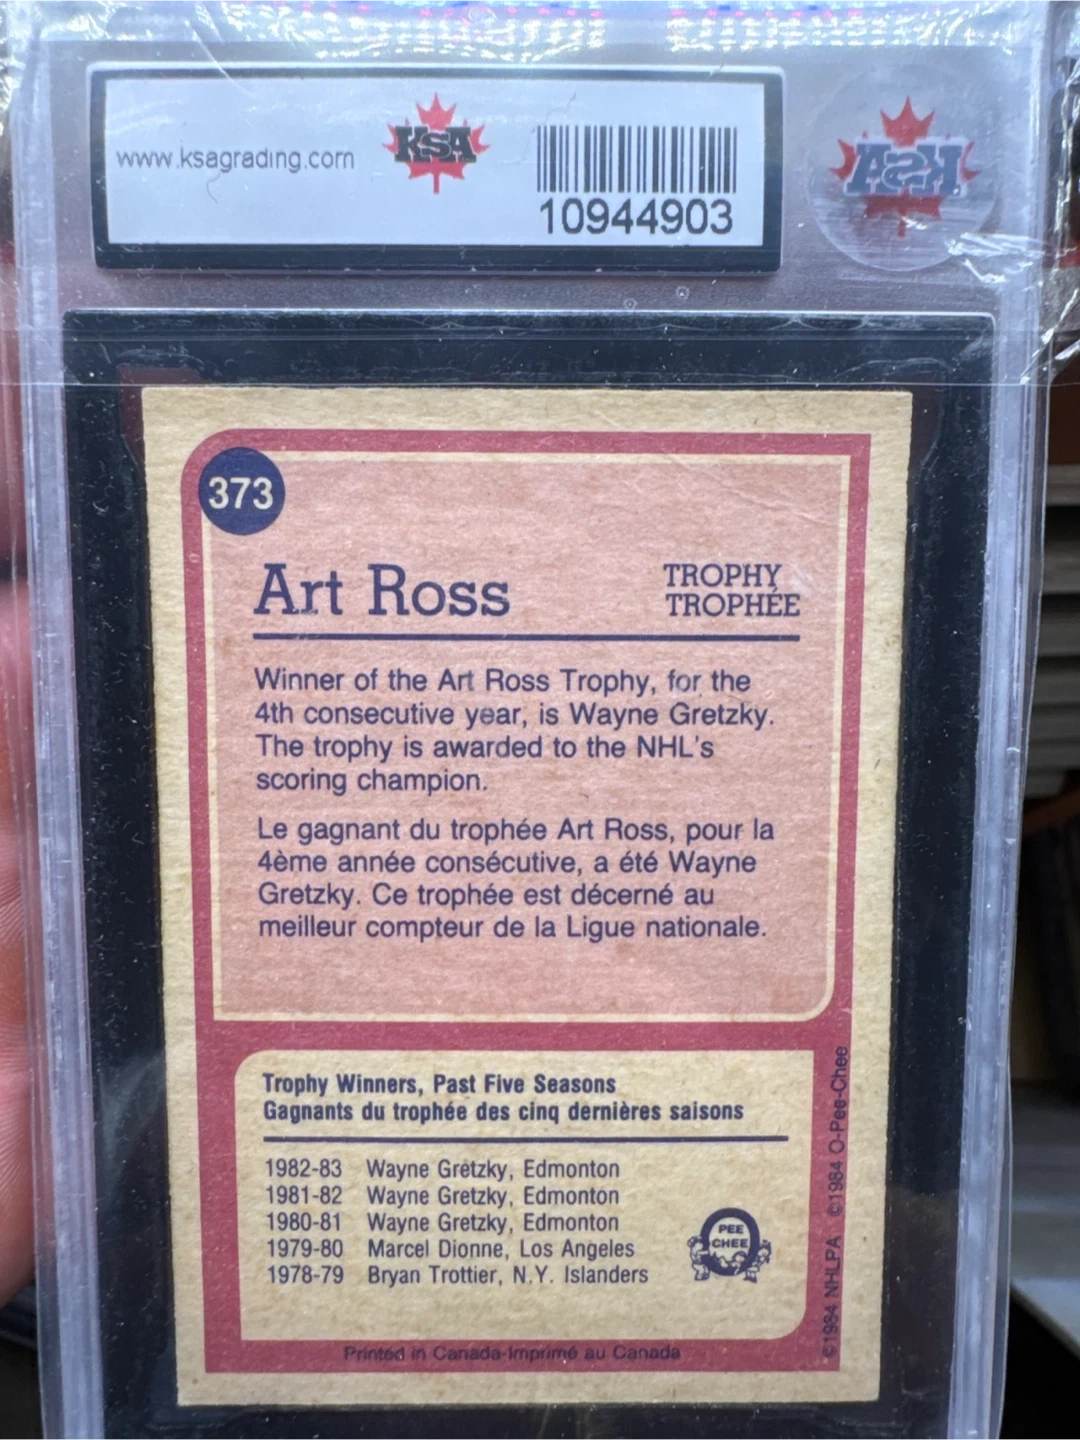 www.ksagrading.com
KSA
10944903
KSA
373
Art Ross
TROPHY
TROPHÉE
Winner of the Art Ross Trophy, for the
4th consecutive year, is Wayne Gretzky.
The trophy is awarded to the NHL's
scoring champion.
Le gagnant du trophée Art Ross, pour la
4ème année consécutive, a été Wayne
Gretzky. Ce trophée est décerné au
meilleur compteur de la Ligue nationale.
Trophy Winners, Past Five Seasons
Gagnants du trophée des cinq dernières saisons
1982-83 Wayne Gretzky, Edmonton
1981-82 Wayne Gretzky, Edmonton
1980-81 Wayne Gretzky, Edmonton
1979-80 Marcel Dionne, Los Angeles
1978-79 Bryan Trottier, N.Y. Islanders
PEE
CHEE
©1984 NHLPA ©1984 O-Pee-Chee
Printed in Canada-Imprimé au Canada